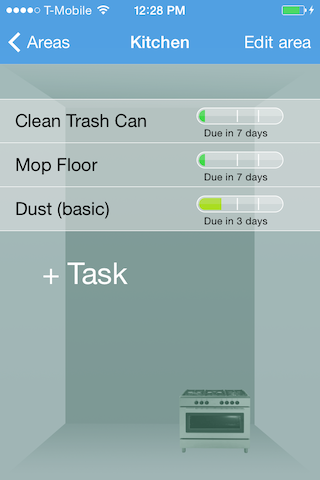 T-Mobile 12:28 PM
Areas Kitchen Edit area
Clean Trash Can
Due in 7 days
Mop Floor
Due in 7 days
Dust (basic)
Due in 3 days
+ Task